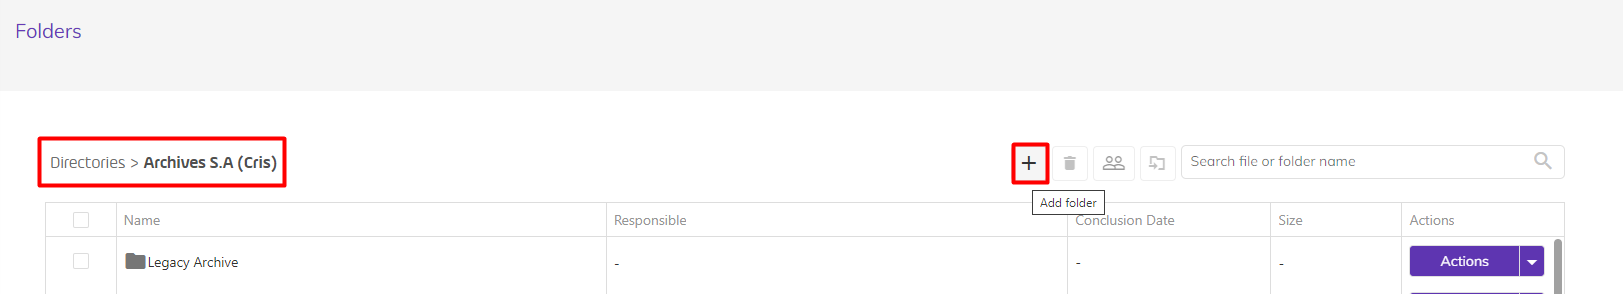 Folders
Directories > Archives S.A (Cris)
Search file or folder name
Add folder
Name Responsible Conclusion Date Size Actions
Legacy Archive - - - Actions